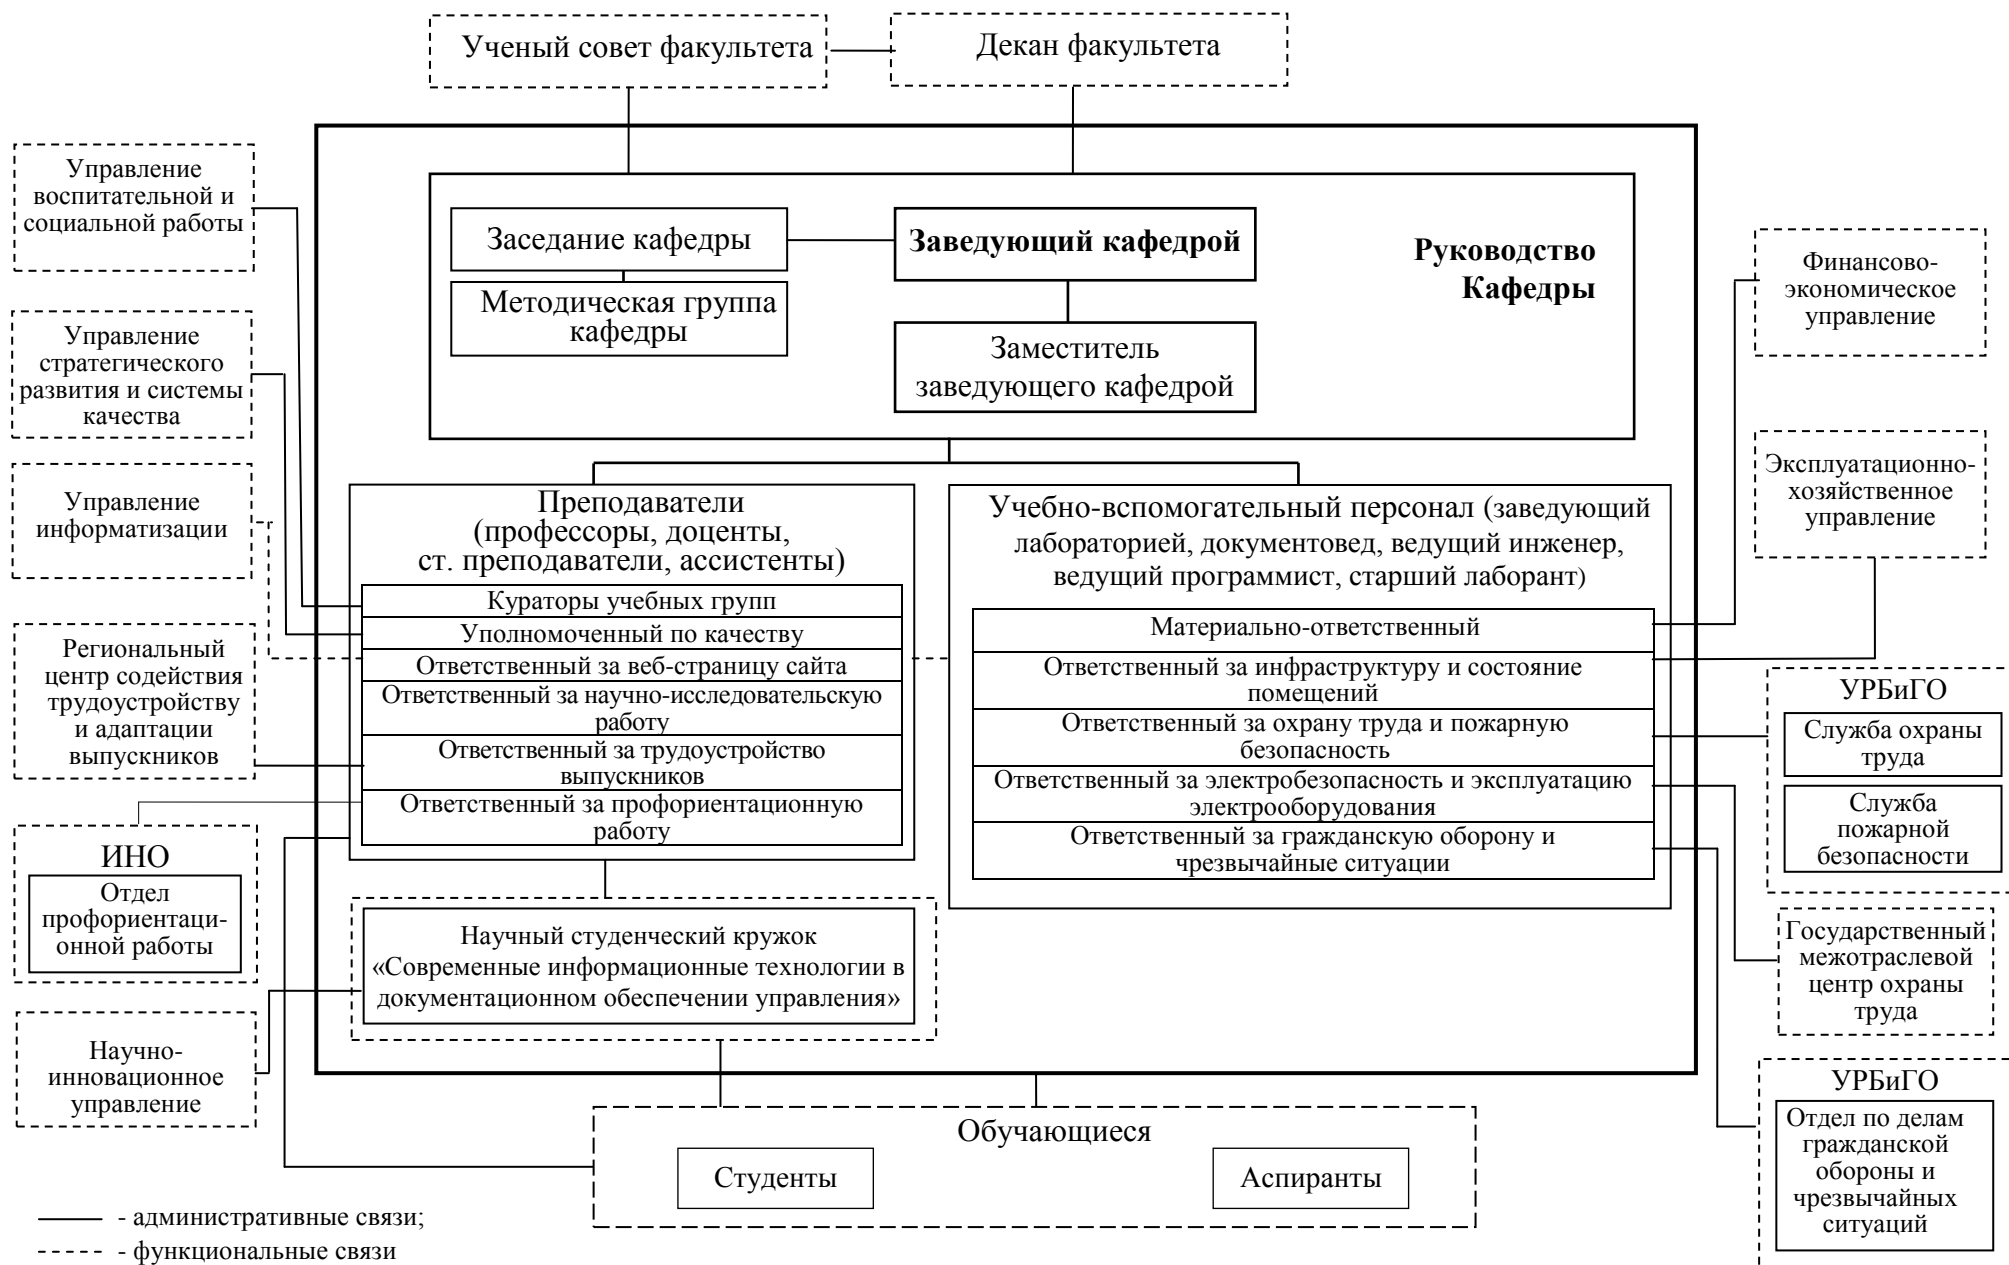 Ученый совет факультета
Декан факультета
Управление
воспитательной и
социальной работы
Управление
стратегического
развития и системы
качества
Управление
информатизации
Региональный
центр содействия
трудоустройству
и адаптации
выпускников
ИНО
Отдел
профориентаци-
онной работы
Научно-
инновационное
управление
Заседание кафедры
Методическая группа
кафедры
Заведующий кафедрой
Заместитель
заведующего кафедрой
Руководство
Кафедры
Преподаватели
(профессоры, доценты,
ст. преподаватели, ассистенты)
Кураторы учебных групп
Уполномоченный по качеству
Ответственный за веб-страницу сайта
Ответственный за научно-исследовательскую
работу
Ответственный за трудоустройство
выпускников
Ответственный за профориентационную
работу
Учебно-вспомогательный персонал (заведующий
лабораторией, документовед, ведущий инженер,
ведущий программист, старший лаборант)
Материально-ответственный
Ответственный за инфраструктуру и состояние
помещений
Ответственный за охрану труда и пожарную
безопасность
Ответственный за электробезопасность и эксплуатацию
электрооборудования
Ответственный за гражданскую оборону и
чрезвычайные ситуации
Научный студенческий кружок
«Современные информационные технологии в
документационном обеспечении управления»
Финансово-
экономическое
управление
Эксплуатационно-
хозяйственное
управление
УРБиГО
Служба охраны
труда
Служба
пожарной
безопасности
Государственный
межотраслевой
центр охраны
труда
УРБиГО
Отдел по делам
гражданской
обороны и
чрезвычайных
ситуаций
Обучающиеся
Студенты
Аспиранты
- административные связи;
- функциональные связи